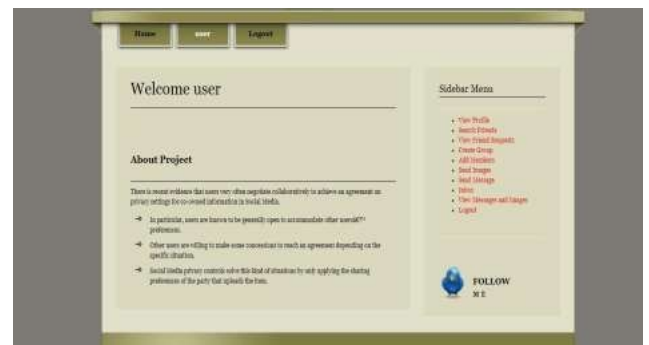 Home
user
Logout
Welcome user
About Project
There is recent evidence that users very often negotiate collaboratively to achieve an agreement on
privacy settings for co-owned information in Social Media.
In particular, users are known to be generally open to accommodate other usersâ€™
preferences.
Other users are willing to make some concessions to reach an agreement depending on the
specific situation.
Social Media privacy controls solve this kind of situations by only applying the sharing
preferences of the party that uploads the item.
Sidebar Menu
View Profile
Search Friends
View Friend Requests
Create Group
Add Members
Send Images
Send Message
Inbox
View Messages and Images
Logout
FOLLOW
M E